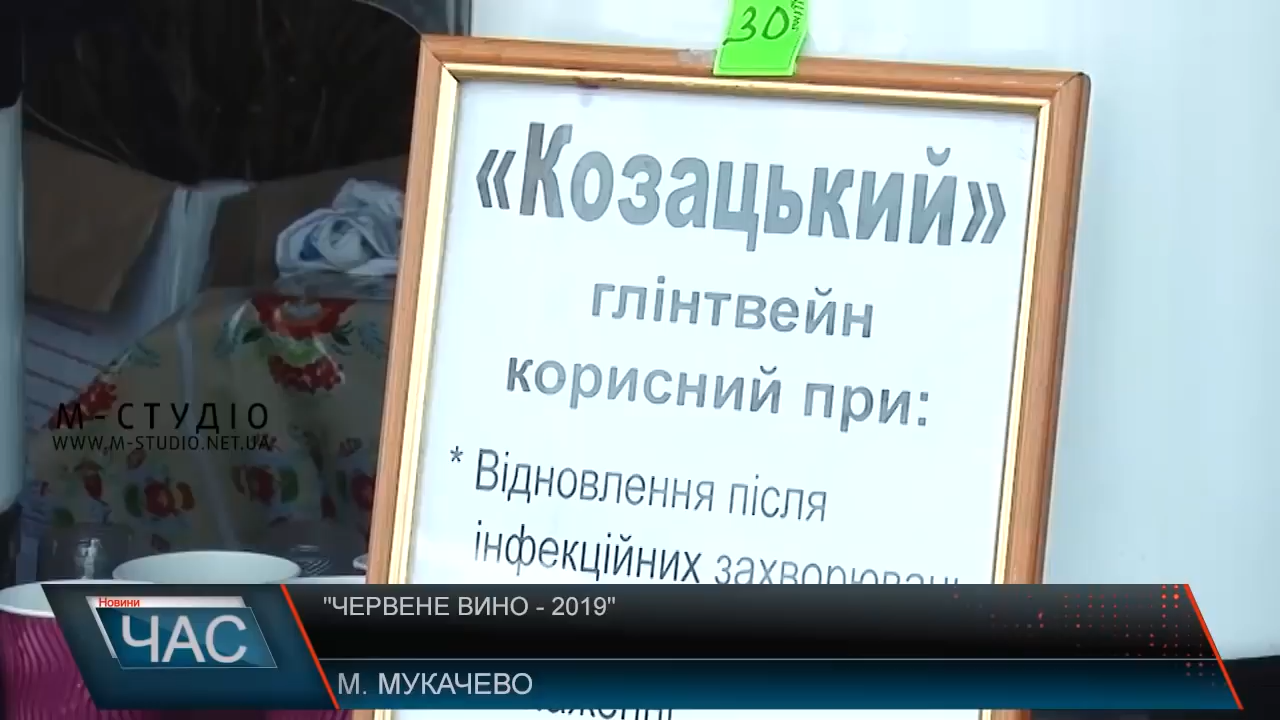 30
«Козацький»
глінтвейн
корисний при:
* Відновлення після
інфекційних захворювань
М-СТУДІО
WWW.M-STUDIO.NET.UA
Новини
ЧАС
"ЧЕРВЕНЕ ВИНО - 2019"
М. МУКАЧЕВО